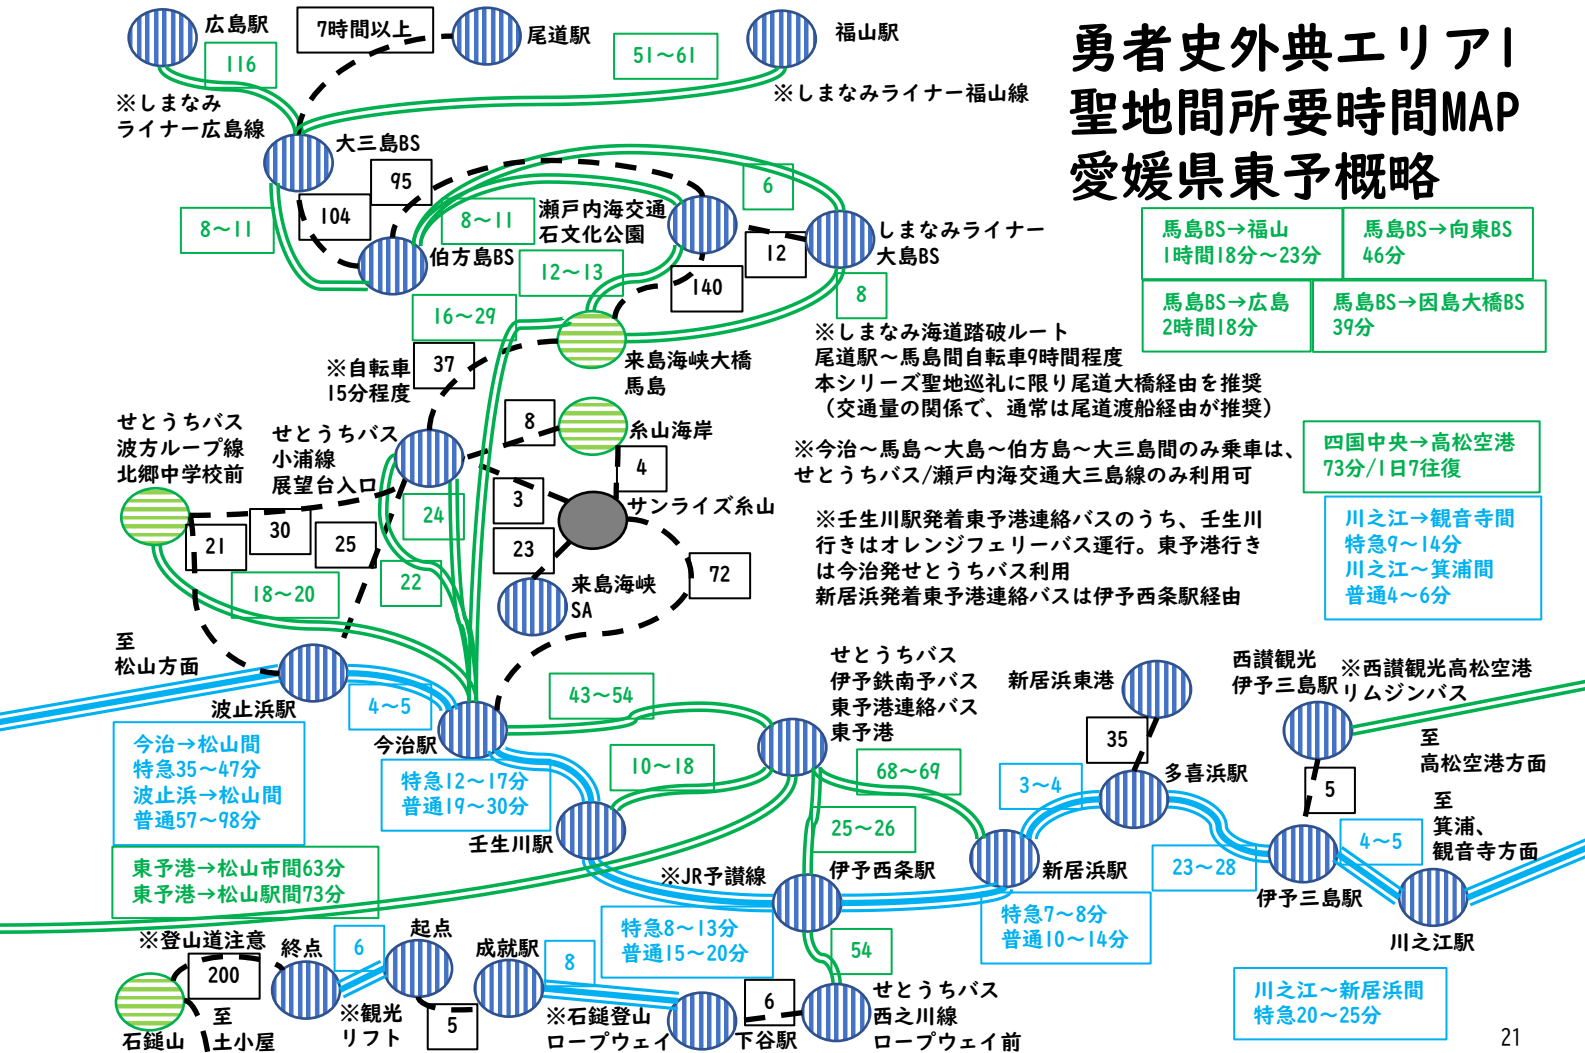 勇者史外典エリア1
聖地間所要時間MAP
愛媛県東予概略
広島駅
116
7時間以上
尾道駅
51～61
福山駅
※しまなみ
ライナー広島線
※しまなみライナー福山線
大三島BS
95
104
8～11
8～11
瀬戸内海交通
石文化公園
6
12
しまなみライナー
大島BS
伯方島BS
12～13
140
8
16～29
馬島BS→福山
1時間18分～23分
馬島BS→向東BS
46分
馬島BS→広島
2時間18分
馬島BS→因島大橋BS
39分
※自転車
15分程度
37
来島海峡大橋
馬島
※しまなみ海道踏破ルート
尾道駅～馬島間自転車9時間程度
本シリーズ聖地巡礼に限り尾道大橋経由を推奨
（交通量の関係で、通常は尾道渡船経由が推奨）
せとうちバス
波方ループ線
北郷中学校前
せとうちバス
小浦線
展望台入口
8
糸山海岸
4
3
サンライズ糸山
※今治～馬島～大島～伯方島～大三島間のみ乗車は、
せとうちバス/瀬戸内海交通大三島線のみ利用可
四国中央→高松空港
73分/1日7往復
21
30
25
24
23
22
18～20
72
来島海峡
SA
※壬生川駅発着東予港連絡バスのうち、壬生川
行きはオレンジフェリーバス運行。東予港行き
は今治発せとうちバス利用
新居浜発着東予港連絡バスは伊予西条駅経由
川之江→観音寺間
特急9～14分
川之江～箕浦間
普通4～6分
至
松山方面
波止浜駅
4～5
43～54
せとうちバス
伊予鉄南予バス
東予港連絡バス
東予港
新居浜東港
西讃観光
伊予三島駅
※西讃観光高松空港
リムジンバス
今治→松山間
特急35～47分
波止浜→松山間
普通57～98分
今治駅
特急12～17分
普通19～30分
10～18
68～69
35
多喜浜駅
3～4
5
至
高松空港方面
至
箕浦、
観音寺方面
壬生川駅
25～26
4～5
東予港→松山市間63分
東予港→松山駅間73分
※JR予讃線
伊予西条駅
新居浜駅
23～28
伊予三島駅
川之江駅
特急8～13分
普通15～20分
特急7～8分
普通10～14分
※登山道注意
200
終点
6
起点
成就駅
8
54
石鎚山
至
土小屋
※観光
リフト
5
※石鎚登山
ロープウェイ
6
下谷駅
せとうちバス
西之川線
ロープウェイ前
川之江～新居浜間
特急20～25分
21